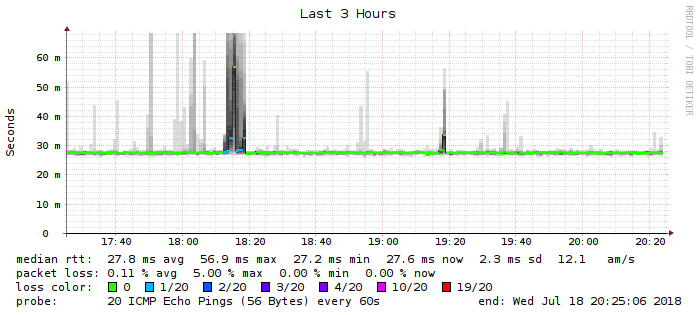 Last 3 Hours
RRDTOOL / TOBI OETIKER
Seconds
60 m
50 m
40 m
30 m
20 m
10 m
0
17:40 18:00 18:20 18:40 19:00 19:20 19:40 20:00 20:20
median rtt: 27.8 ms avg 56.9 ms max 27.2 ms min 27.6 ms now 2.3 ms sd 12.1 am/s
packet loss: 0.11 % avg 5.00 % max 0.00 % min 0.00 % now
loss color: 0 1/20 2/20 3/20 4/20 10/20 19/20
probe: 20 ICMP Echo Pings (56 Bytes) every 60s end: Wed Jul 18 20:25:06 2018